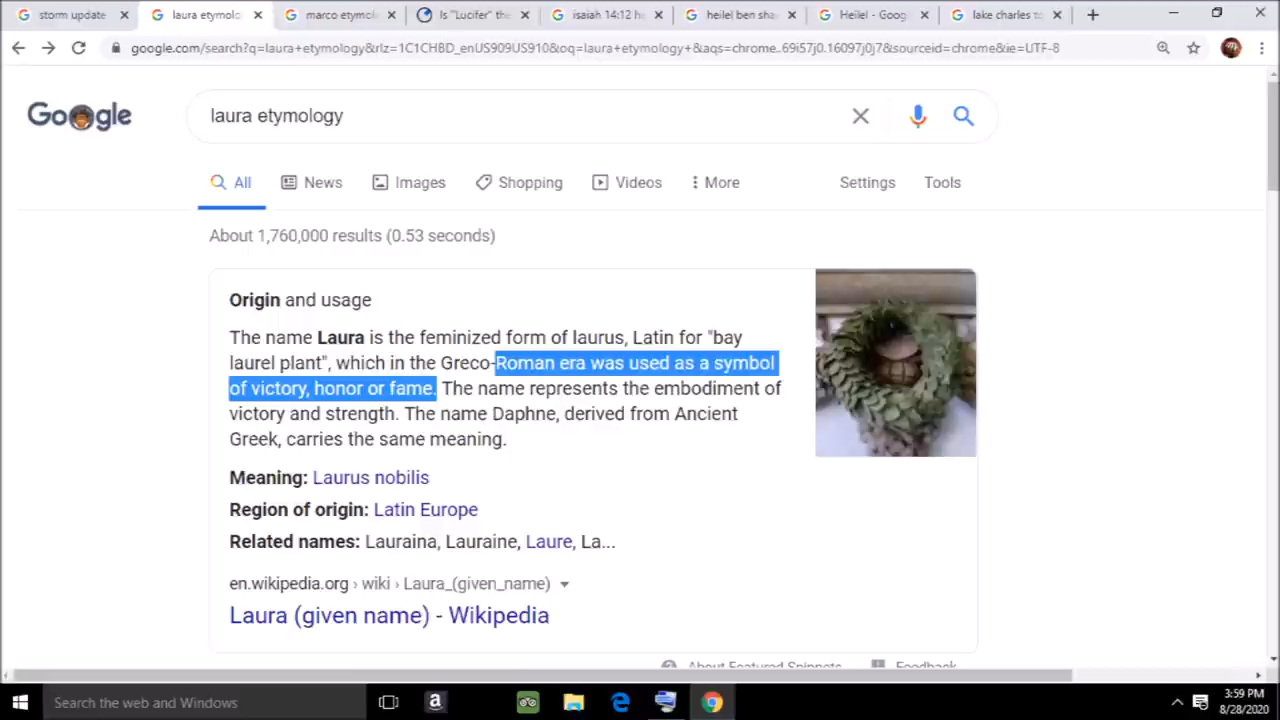 storm update
laura etymolo
marco etymol
Is "Lucifer" the
isaiah 14:12 he
heilel ben sha
Heilel - Goog
lake charles to
google.com/search?q=laura+etymology&rlz=1C1CHBD_enUS909US910&oq=laura+etymology+&aqs=chrome..69i57j0.16097j0j7&sourceid=chrome&ie=UTF-8
Google
laura etymology
All
News
Images
Shopping
Videos
More
Settings
Tools
About 1,760,000 results (0.53 seconds)
Origin and usage
The name Laura is the feminized form of laurus, Latin for "bay
laurel plant", which in the Greco-Roman era was used as a symbol
of victory, honor or fame. The name represents the embodiment of
victory and strength. The name Daphne, derived from Ancient
Greek, carries the same meaning.
Meaning: Laurus nobilis
Region of origin: Latin Europe
Related names: Lauraina, Lauraine, Laure, La...
en.wikipedia.org › wiki › Laura_(given_name)
Laura (given name) - Wikipedia
About Featured Snippets
Feedback
Search the web and Windows
3:59 PM
8/28/2020